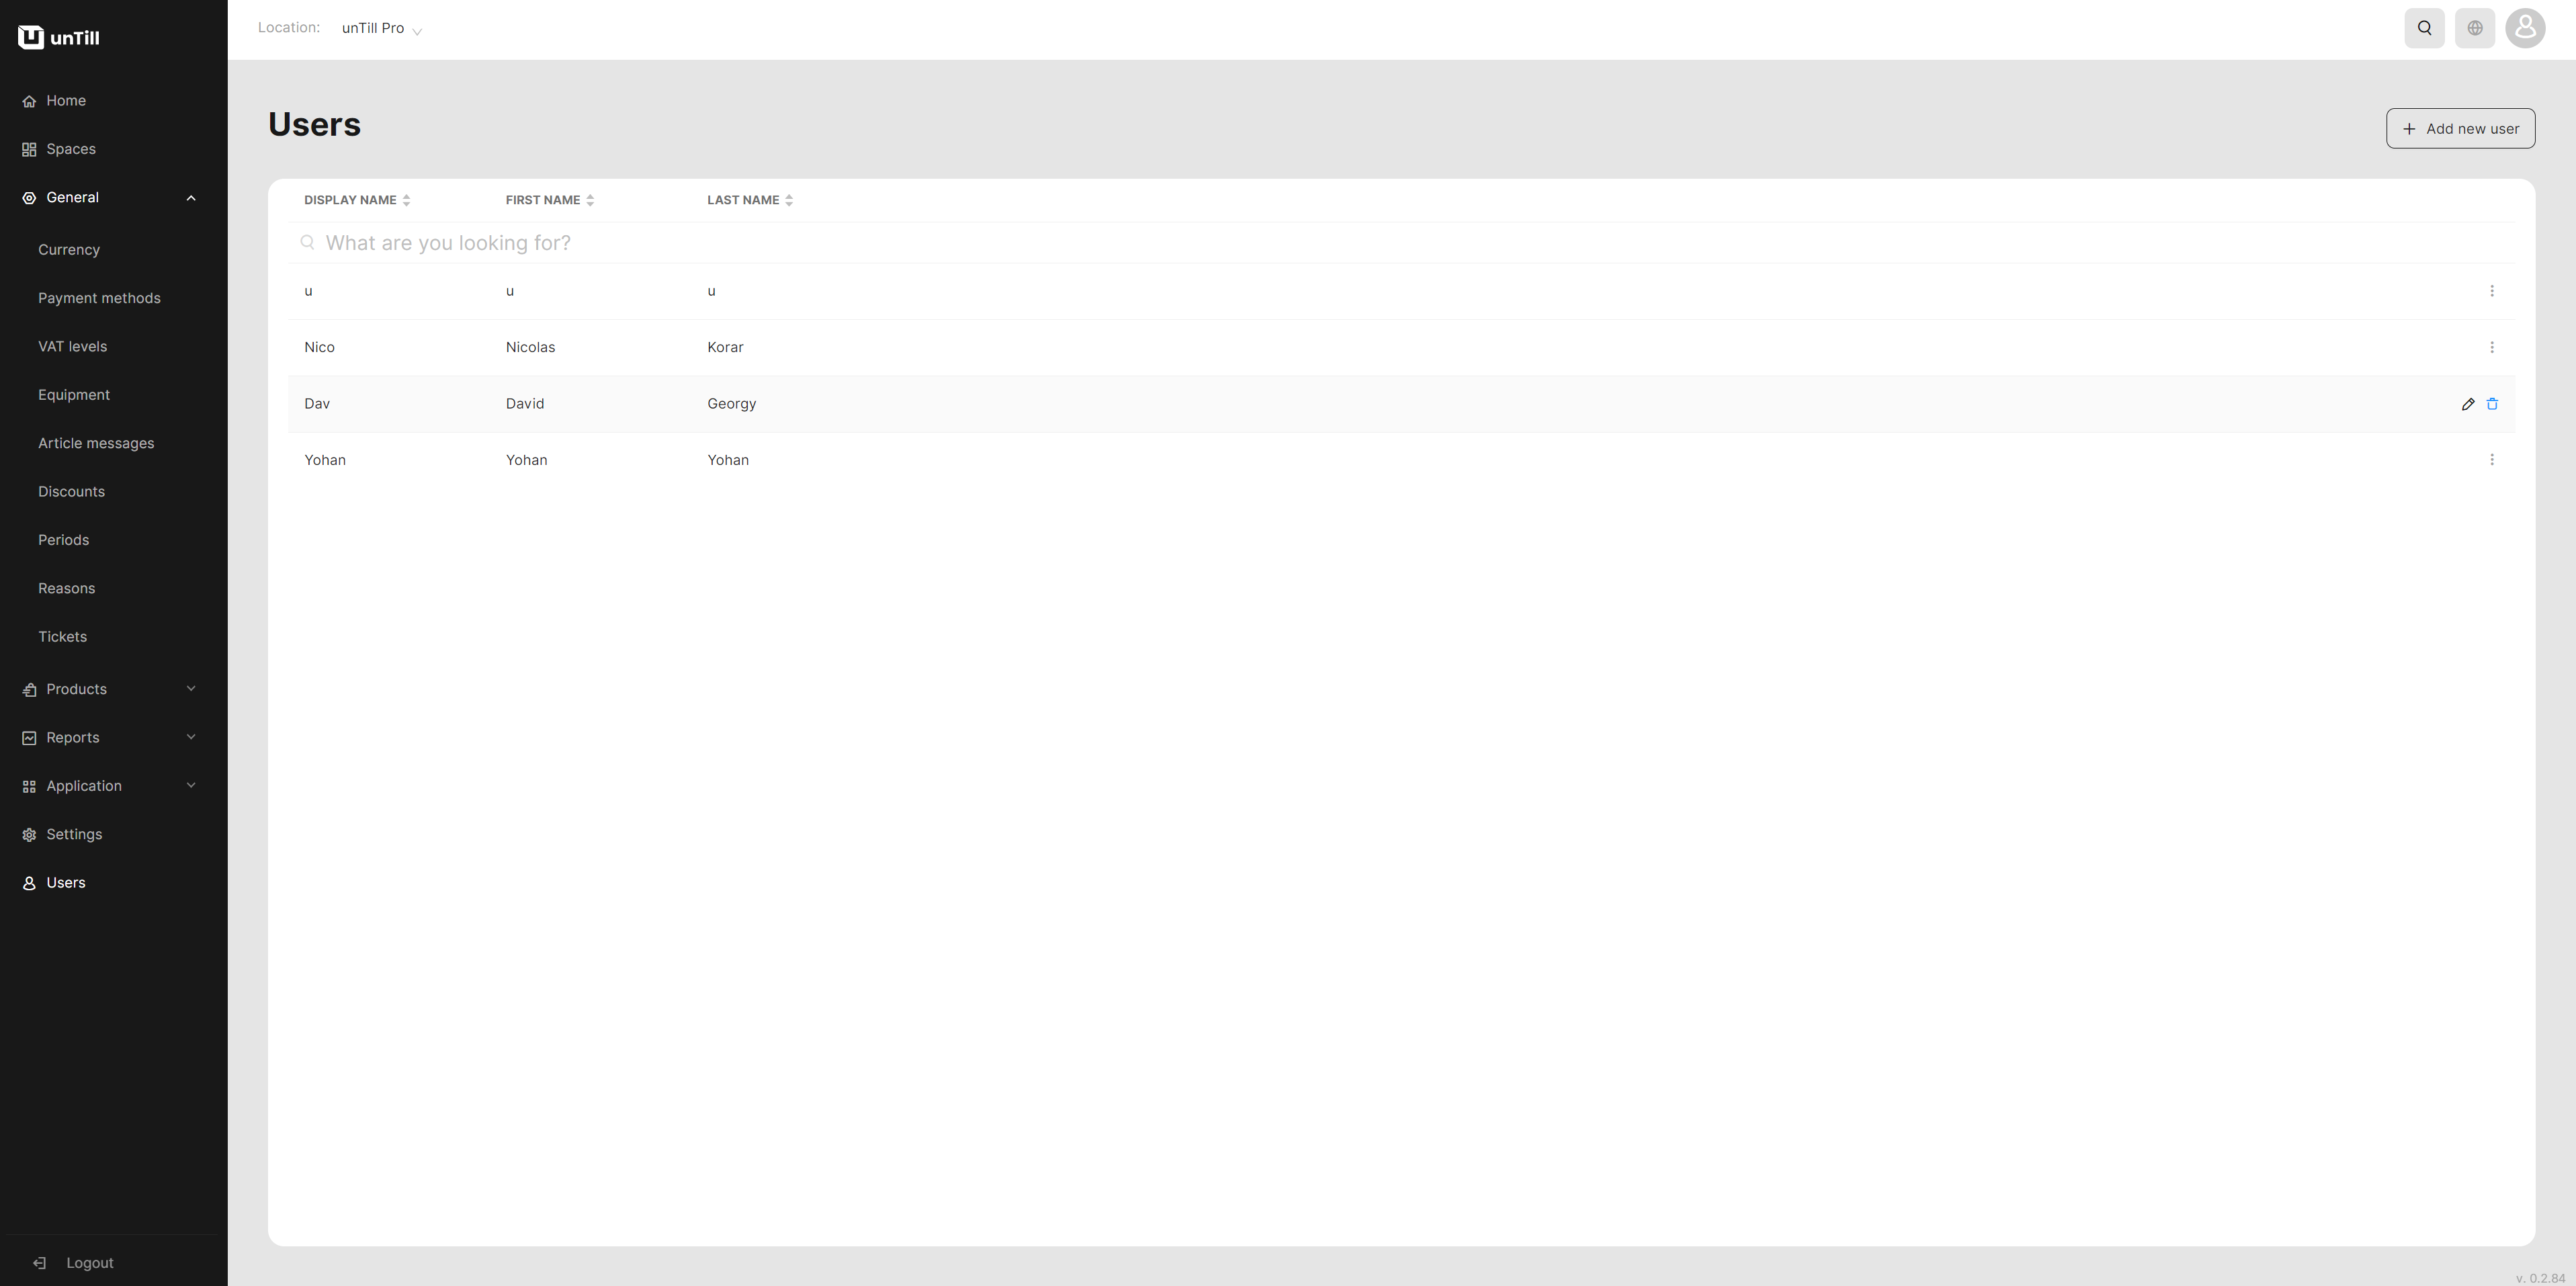 unTill
Location: unTill Pro
Home
Spaces
General
Currency
Payment methods
VAT levels
Equipment
Article messages
Discounts
Periods
Reasons
Tickets
Products
Reports
Application
Settings
Users
Logout
Users
Add new user
DISPLAY NAME FIRST NAME LAST NAME
What are you looking for?
u u u
Nico Nicolas Korar
Dav David Georgy
Yohan Yohan Yohan
v. 0.2.84